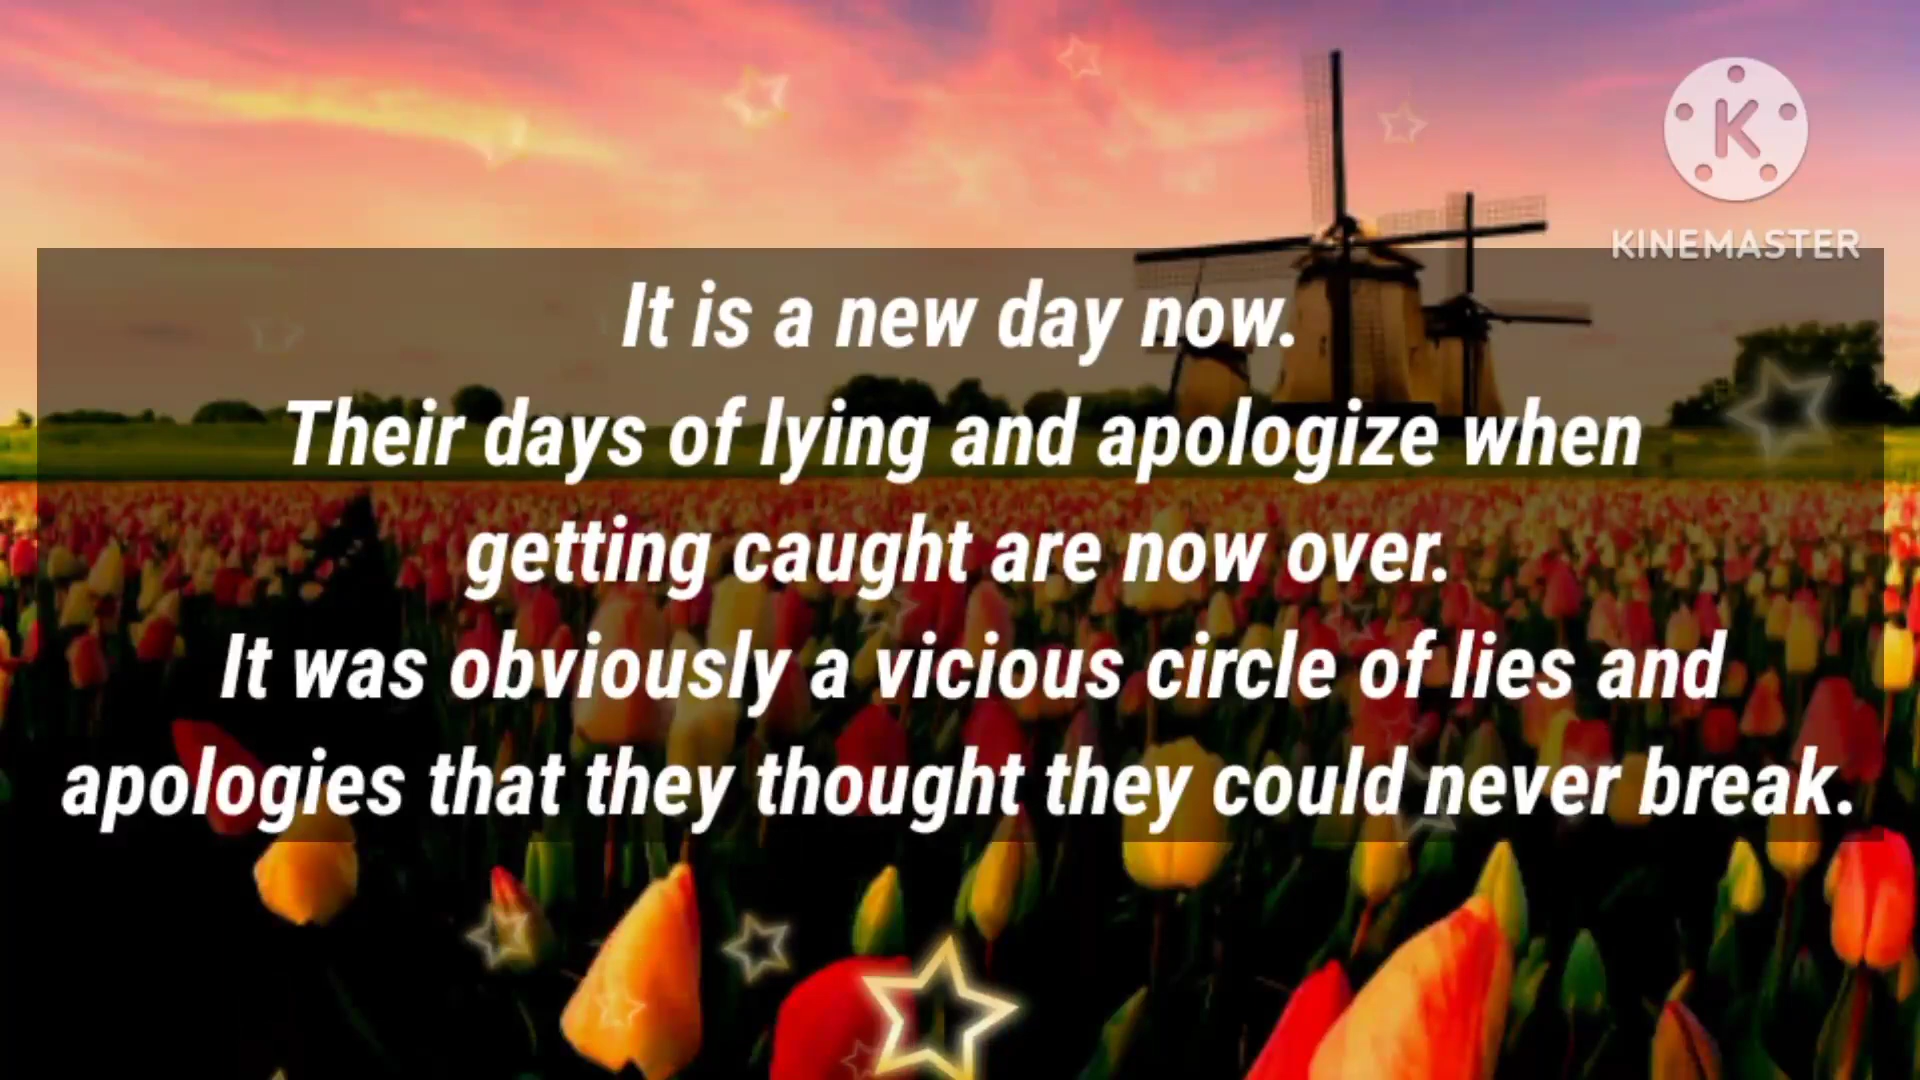 K
KINEMASTER
It is a new day now.
Their days of lying and apologize when
getting caught are now over.
It was obviously a vicious circle of lies and
apologies that they thought they could never break.